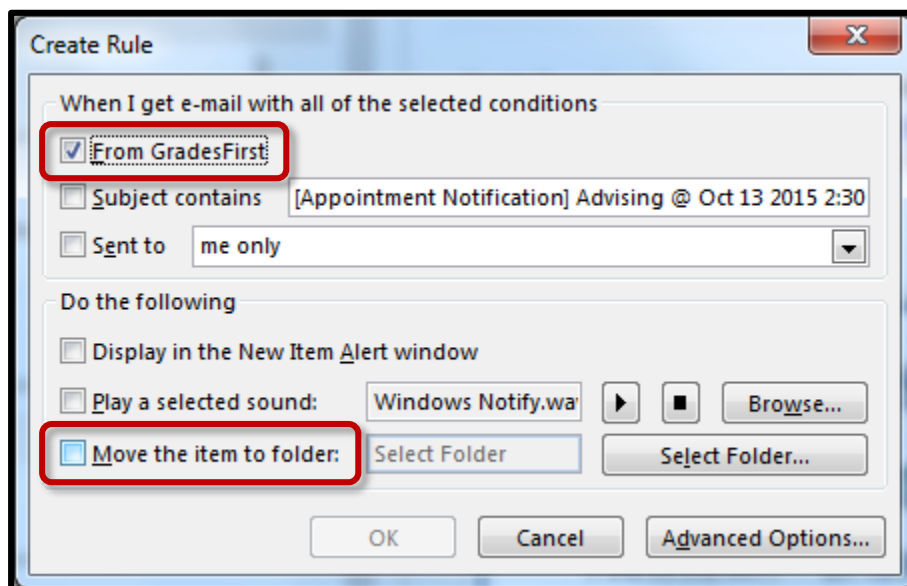 Create Rule
When I get e-mail with all of the selected conditions
From GradesFirst
Subject contains [Appointment Notification] Advising @ Oct 13 2015 2:30
Sent to me only
Do the following
Display in the New Item Alert window
Play a selected sound: Windows Notify.wa Browse...
Move the item to folder: Select Folder Select Folder...
OK Cancel Advanced Options...